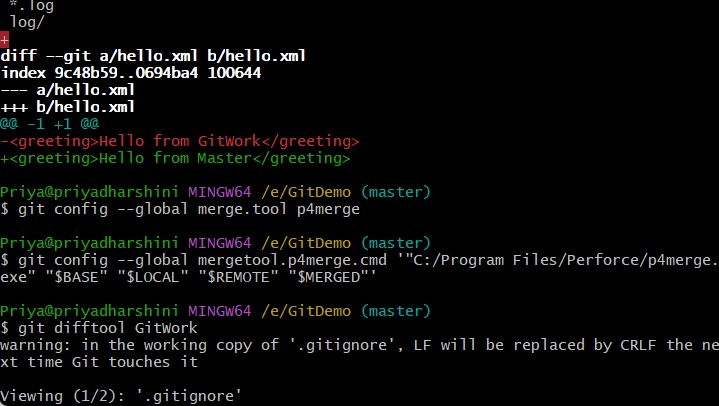 *.log
log/
+
diff --git a/hello.xml b/hello.xml
index 9c48b59..0694ba4 100644
--- a/hello.xml
+++ b/hello.xml
@@ -1 +1 @@
-<greeting>Hello from GitWork</greeting>
+<greeting>Hello from Master</greeting>
Priya@priyadharshini MINGW64 /e/GitDemo (master)
$ git config --global merge.tool p4merge
Priya@priyadharshini MINGW64 /e/GitDemo (master)
$ git config --global mergetool.p4merge.cmd '"C:/Program Files/Perforce/p4merge.
exe" "$BASE" "$LOCAL" "$REMOTE" "$MERGED"'
Priya@priyadharshini MINGW64 /e/GitDemo (master)
$ git difftool GitWork
warning: in the working copy of '.gitignore', LF will be replaced by CRLF the ne
xt time Git touches it
Viewing (1/2): '.gitignore'